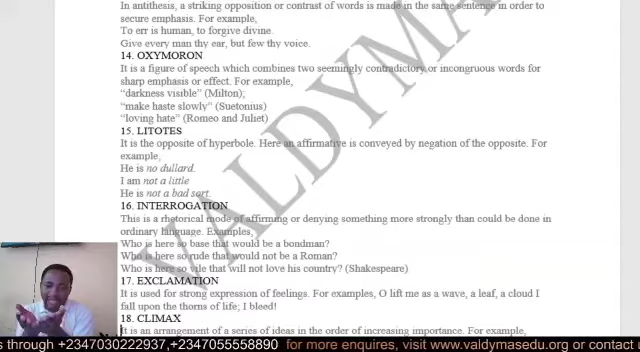 In antithesis, a striking opposition or contrast of words is made in the same sentence in order to
secure emphasis. For example,
To err is human, to forgive divine.
Give every man thy ear, but few thy voice.
14. OXYMORON
It is a figure of speech which combines two seemingly contradictory or incongruous words for
sharp emphasis or effect. For example,
“darkness visible” (Milton);
“make haste slowly” (Suetonius)
“loving hate” (Romeo and Juliet)
15. LITOTES
It is the opposite of hyperbole. Here an affirmative is conveyed by negation of the opposite. For
example,
He is no dullard.
I am not a little
He is not a bad sort.
16. INTERROGATION
This is a rhetorical mode of affirming or denying something more strongly than could be done in
ordinary language. Examples,
Who is here so base that would be a bondman?
Who is here so rude that would not be a Roman?
Who is here so vile that will not love his country? (Shakespeare)
17. EXCLAMATION
It is used for strong expression of feelings. For examples, O lift me as a wave, a leaf, a cloud I
fall upon the thorns of life; I bleed!
18. CLIMAX
It is an arrangement of a series of ideas in the order of increasing importance. For example,
s through +2347030222937,+2347055558890 for more enquires, visit www.valdymasedu.org or contact
VALDYMA